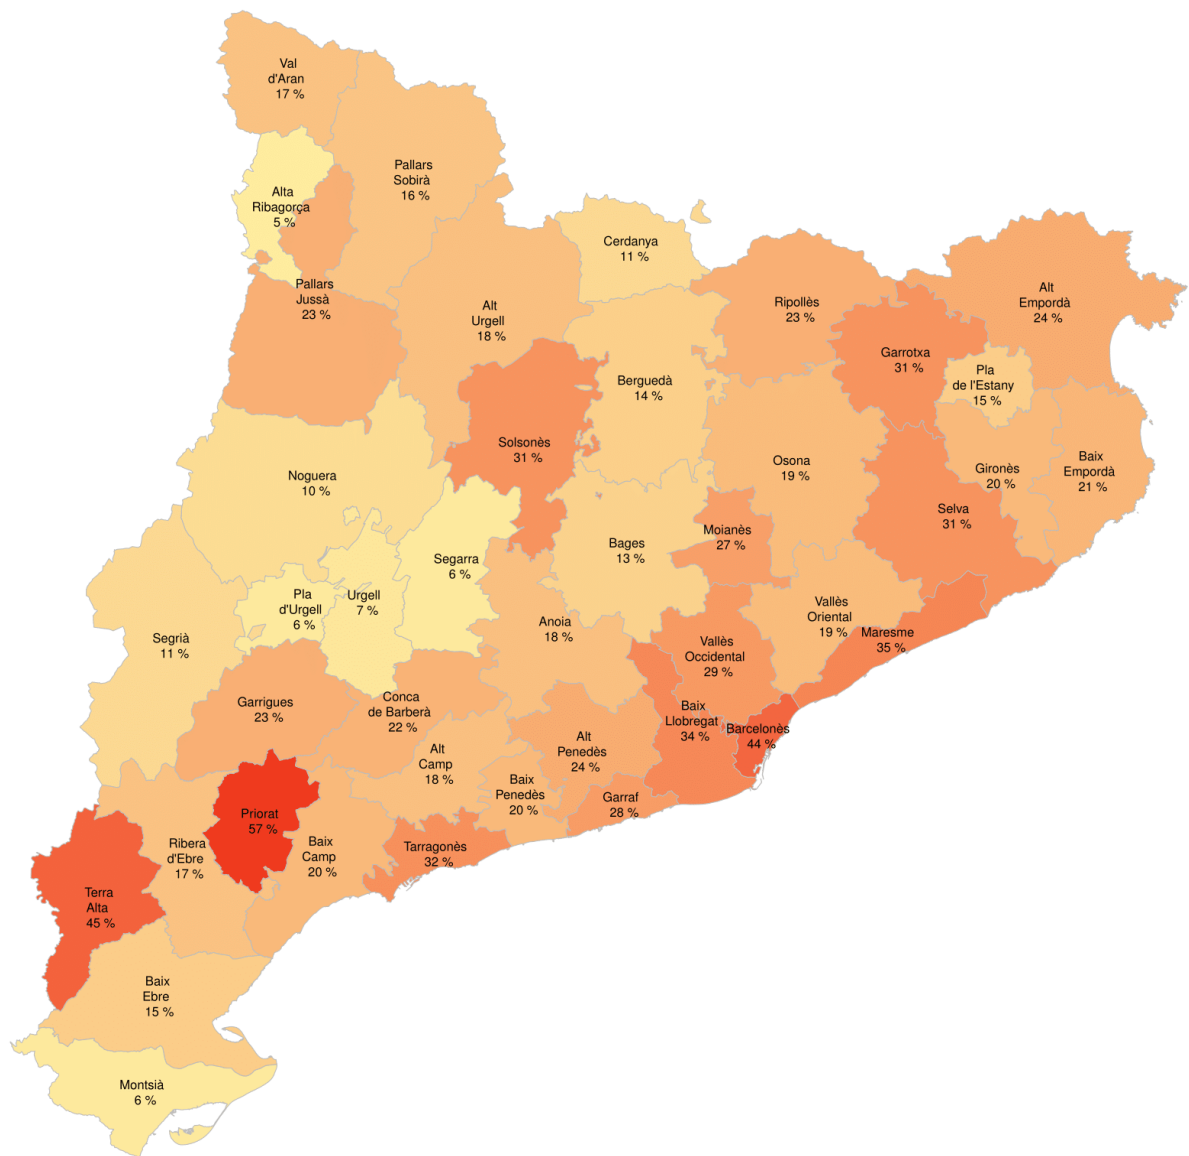 Val
d'Aran
17 %
Pallars
Sobirà
16 %
Alta
Ribagorça
5 %
Cerdanya
11 %
Pallars
Jussà
23 %
Alt
Urgell
18 %
Ripollès
23 %
Alt
Empordà
24 %
Garrotxa
31 %
Pla
de l'Estany
15 %
Berguedà
14 %
Solsonès
31 %
Osona
19 %
Gironès
20 %
Baix
Empordà
21 %
Noguera
10 %
Selva
31 %
Moianès
27 %
Bages
13 %
Segarra
6 %
Pla
d'Urgell
6 %
Urgell
7 %
Anoia
18 %
Vallès
Oriental
19 %
Segrià
11 %
Maresme
35 %
Vallès
Occidental
29 %
Garrigues
23 %
Conca
de Barberà
22 %
Baix
Llobregat
34 %
Barcelonès
44 %
Alt
Penedès
24 %
Alt
Camp
18 %
Baix
Penedès
20 %
Garraf
28 %
Priorat
57 %
Tarragonès
32 %
Baix
Camp
20 %
Ribera
d'Ebre
17 %
Terra
Alta
45 %
Baix
Ebre
15 %
Montsià
6 %